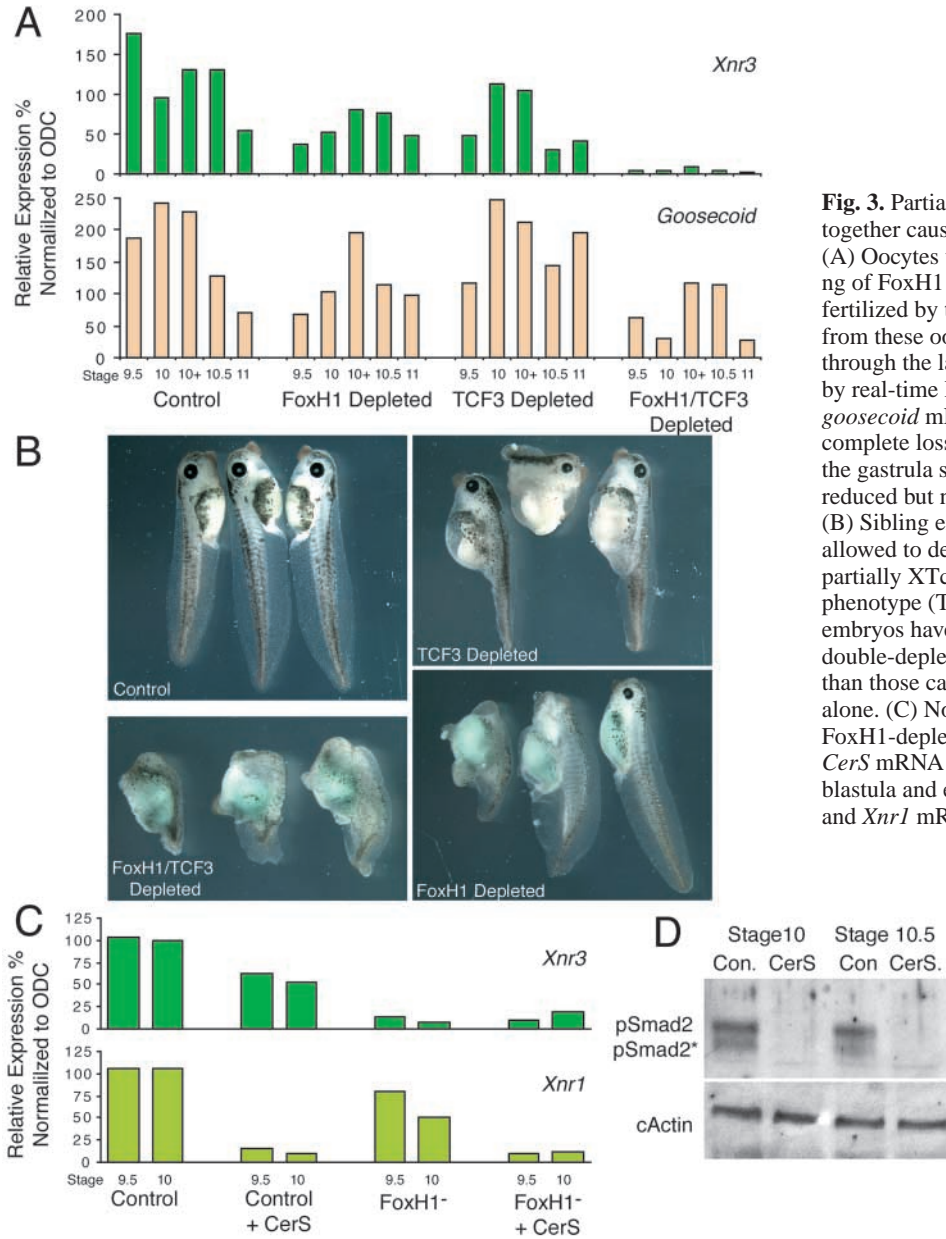 A
200
150
100
50
0
Xnr3
250
200
150
100
50
0
Goosecoid
Relative Expression %
Normalized to ODC
Stage 9.5 10 10+ 10.5 11 9.5 10 10+ 10.5 11 9.5 10 10+ 10.5 11 9.5 10 10+ 10.5 11
Control FoxH1 Depleted TCF3 Depleted FoxH1/TCF3
Depleted
B
Control
TCF3 Depleted
FoxH1/TCF3
Depleted
FoxH1 Depleted
C
125
100
75
50
25
0
Xnr3
125
100
75
50
25
0
Xnr1
Relative Expression %
Normalilzed to ODC
Stage 9.5 10 9.5 10 9.5 10 9.5 10
Control Control FoxH1- FoxH1-
+ CerS + CerS
D
Stage10 Stage 10.5
Con. CerS Con CerS.
pSmad2
pSmad2*
cActin
Fig. 3. Partia
together caus
(A) Oocytes
ng of FoxH1
fertilized by
from these oo
through the la
by real-time
goosecoid
complete loss
the gastrula s
reduced but
(B) Sibling e
allowed to de
partially XTc
phenotype (T
embryos have
double-deple
than those ca
alone. (C) No
FoxH1-deple
CerS mRNA
blastula and e
and Xnr1 mR